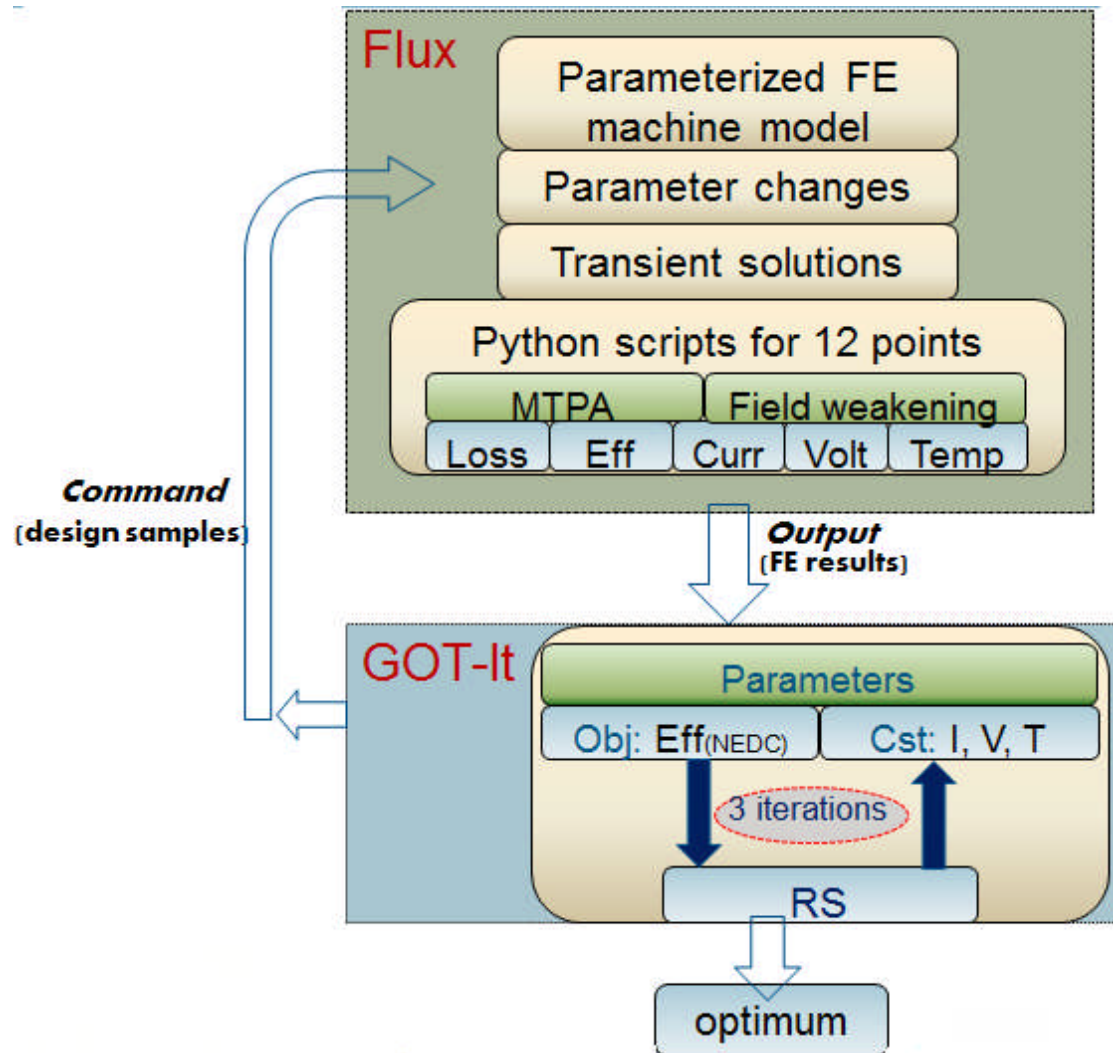 Flux
Parameterized FE
machine model
Parameter changes
Transient solutions
Python scripts for 12 points
MTPA Field weakening
Loss Eff Curr Volt Temp
Command
(design samples)
Output
(FE results)
GOT-It
Parameters
Obj: Eff(NEDC) Cst: I, V, T
3 iterations
RS
optimum